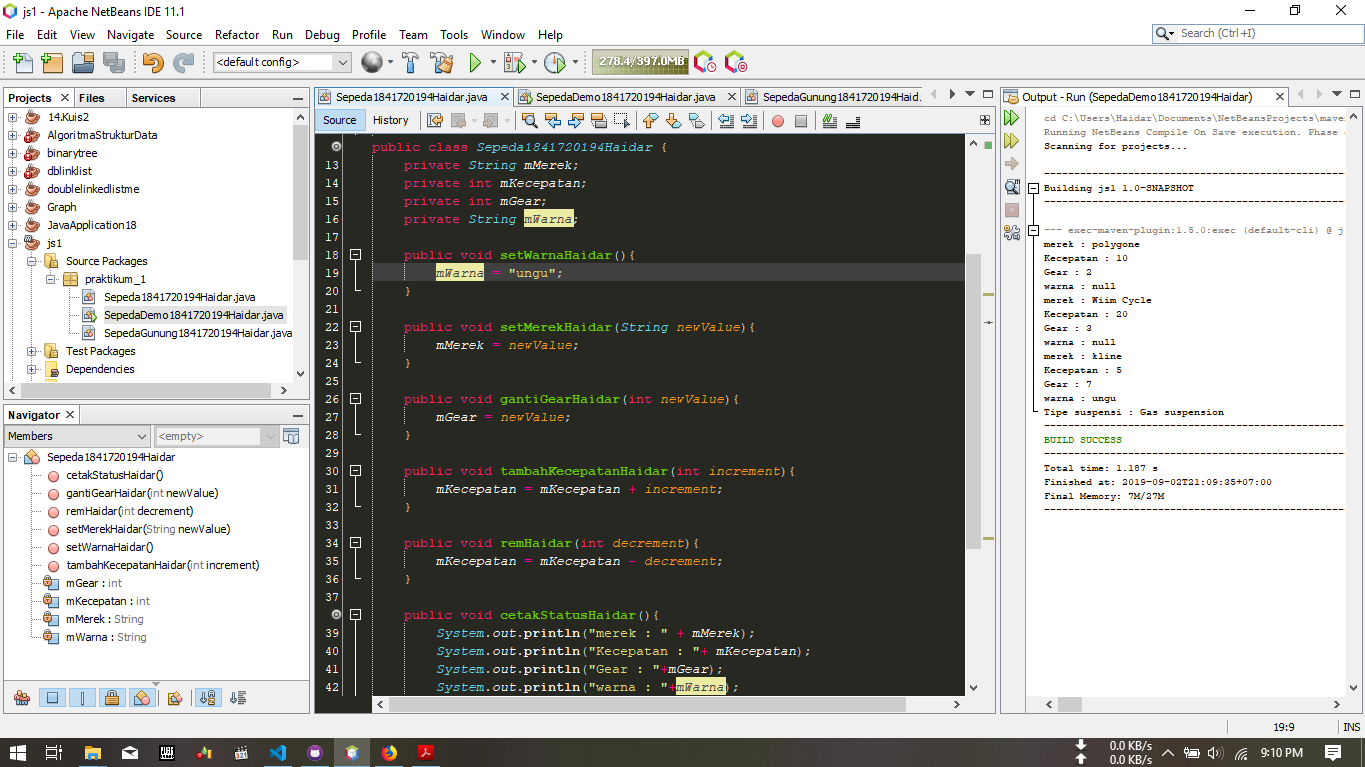 js1 - Apache NetBeans IDE 11.1
File Edit View Navigate Source Refactor Run Debug Profile Team Tools Window Help
Search (Ctrl+I)
<default config>
278.4/397.0MB
Projects Files Services
14.Kuis2
AlgoritmaStrukturData
binarytree
dblinklist
doublelinkedlistme
Graph
JavaApplication18
js1
Source Packages
praktikum_1
Sepeda1841720194Haidar.java
SepedaDemo1841720194Haidar.java
SepedaGunung1841720194Haidar.java
Test Packages
Dependencies
Navigator
Members <empty>
Sepeda1841720194Haidar
cetakStatusHaidar()
gantiGearHaidar(int newValue)
remHaidar(int decrement)
setMerekHaidar(String newValue)
setWarnaHaidar()
tambahKecepatanHaidar(int increment)
mGear : int
mKecepatan : int
mMerek : String
mWarna : String
Sepeda1841720194Haidar.java SepedaDemo1841720194Haidar.java SepedaGunung1841720194Haid.
Source History
public class Sepeda1841720194Haidar {
13 private String mMerek;
14 private int mKecepatan;
15 private int mGear;
16 private String mWarna;
17
18 public void setWarnaHaidar(){
19 mWarna = "ungu";
20 }
21
22 public void setMerekHaidar(String newValue){
23 mMerek = newValue;
24 }
25
26 public void gantiGearHaidar(int newValue){
27 mGear = newValue;
28 }
29
30 public void tambahKecepatanHaidar(int increment){
31 mKecepatan = mKecepatan + increment;
32 }
33
34 public void remHaidar(int decrement){
35 mKecepatan = mKecepatan - decrement;
36 }
37
public void cetakStatusHaidar(){
39 System.out.println("merek : " + mMerek);
40 System.out.println("Kecepatan : "+ mKecepatan);
41 System.out.println("Gear : "+mGear);
42 System.out.println("warna : "+mWarna);
Output - Run (SepedaDemo1841720194Haidar)
cd C:\Users\Haidar\Documents\NetBeansProjects\maven
Running NetBeans Compile On Save execution. Phase
Scanning for projects...
Building js1 1.0-SNAPSHOT
--- exec-maven-plugin:1.5.0:exec (default-cli) @ j
merek : polygone
Kecepatan : 10
Gear : 2
warna : null
merek : Wiim Cycle
Kecepatan : 20
Gear : 3
warna : null
merek : kline
Kecepatan : 5
Gear : 7
warna : ungu
Tipe suspensi : Gas suspension
BUILD SUCCESS
Total time: 1.187 s
Finished at: 2019-09-02T21:09:35+07:00
Final Memory: 7M/27M
19:9 INS
0.0 KB/s
0.0 KB/s
9:10 PM